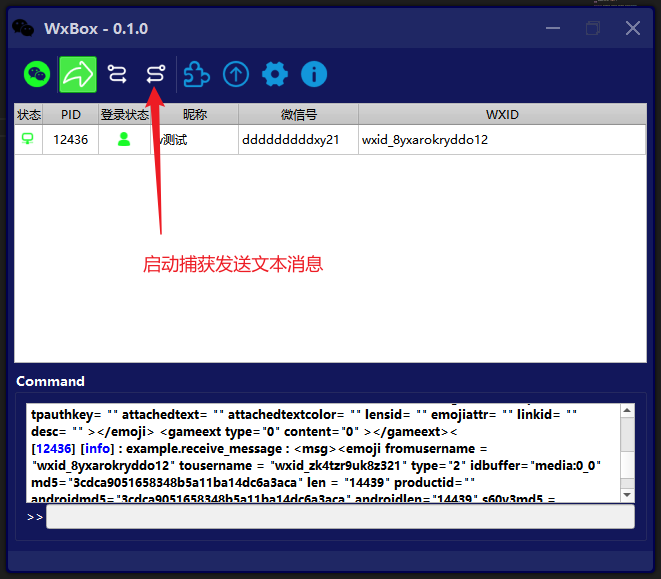 WxBox - 0.1.0
状态 PID 登录状态 昵称 微信号 WXID
12436 v测试 dddddddddxy21 wxid_8yxarokryddo12
启动捕获发送文本消息
Command
tpauthkey= "" attachedtext= "" attachedtextcolor= "" lensid= "" emojiattr= "" linkid= ""
desc= "" ></emoji> <gameext type="0" content="0" ></gameext><
[12436] [info] : example.receive_message : <msg><emoji fromusername =
"wxid_8yxarokryddo12" tousername = "wxid_zk4tzr9uk8z321" type="2" idbuffer="media:0_0"
md5="3cdca9051658348b5a11ba14dc6a3aca" len = "14439" productid=""
androidmd5="3cdca9051658348b5a11ba14dc6a3aca" androidlen="14439" s60v3md5 =
>>